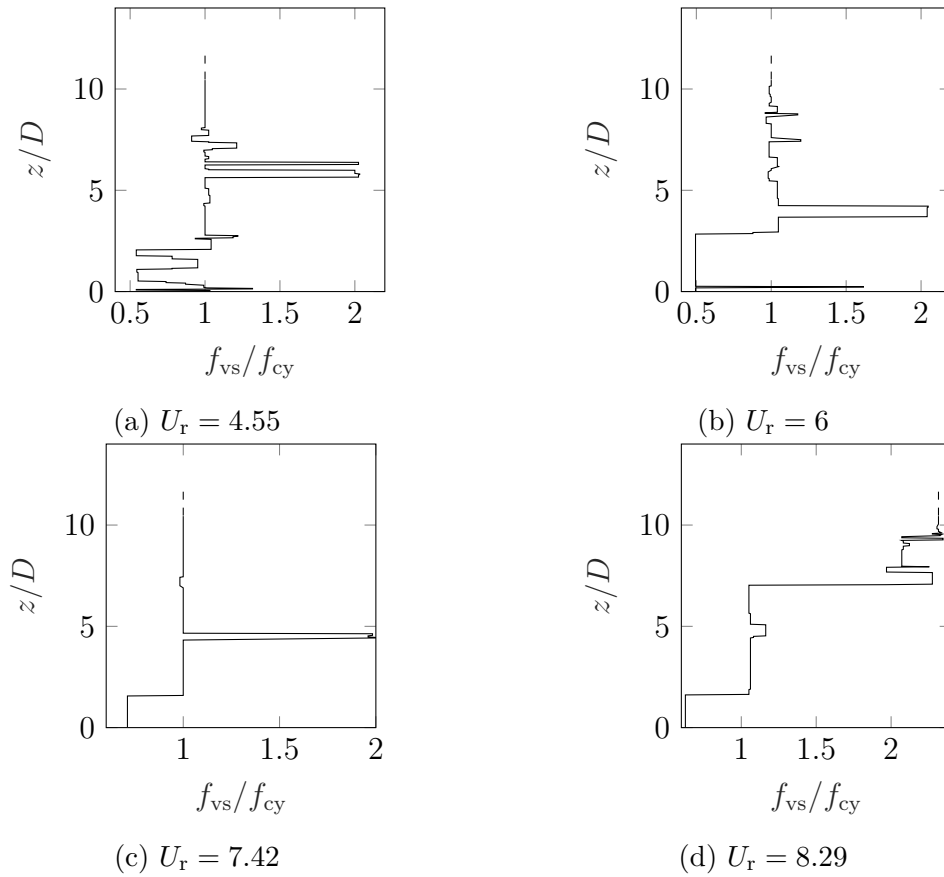 10
5
0
z/D
0.5 1 1.5 2
f_vs/f_cy
(a) U_r = 4.55
10
5
0
z/D
0.5 1 1.5 2
f_vs/f_cy
(b) U_r = 6
10
5
0
z/D
1 1.5 2
f_vs/f_cy
(c) U_r = 7.42
10
5
0
z/D
1 2
f_vs/f_cy
(d) U_r = 8.29